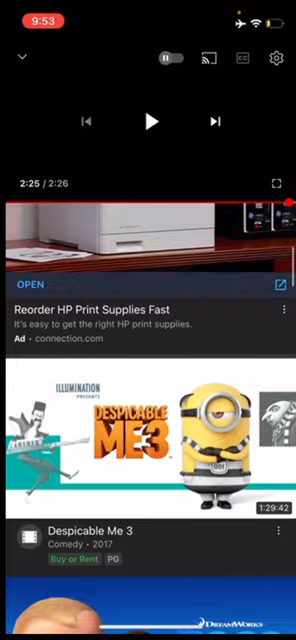 9:53
CC
2:25 / 2:26
OPEN
Reorder HP Print Supplies Fast
It's easy to get the right HP print supplies.
Ad • connection.com
ILLUMINATION
PRESENTS
DESPICABLE
ME3
1:29:42
Despicable Me 3
Comedy • 2017
Buy or Rent PG
DREAMWORKS